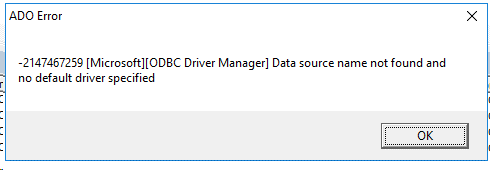 ADO Error
-2147467259 [Microsoft][ODBC Driver Manager] Data source name not found and
no default driver specified
OK